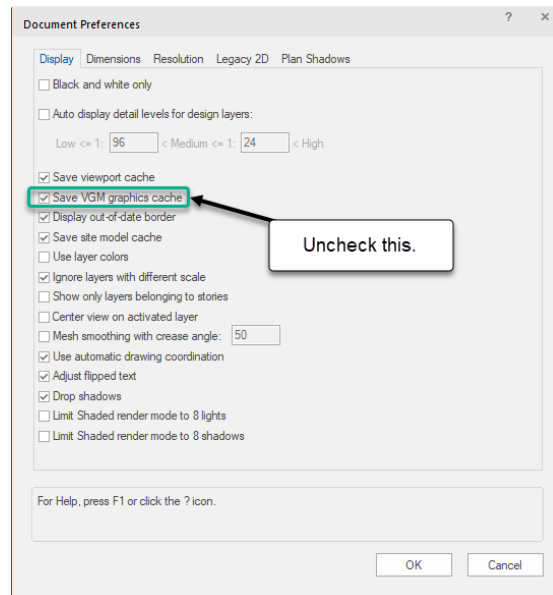 Document Preferences ? ×
Display Dimensions Resolution Legacy 2D Plan Shadows
Black and white only
Auto display detail levels for design layers:
Low <= 1: 96 < Medium <= 1: 24 < High
Save viewport cache
Save VGM graphics cache
Display out-of-date border
Uncheck this.
Save site model cache
Use layer colors
Ignore layers with different scale
Show only layers belonging to stories
Center view on activated layer
Mesh smoothing with crease angle: 50
Use automatic drawing coordination
Adjust flipped text
Drop shadows
Limit Shaded render mode to 8 lights
Limit Shaded render mode to 8 shadows
For Help, press F1 or click the ? icon.
OK Cancel